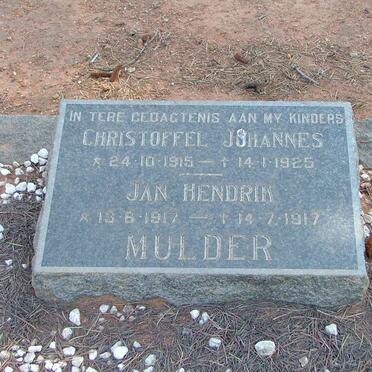 IN TERE GEDAGTENIS AAN MY KINDERS
CHRISTOFFEL JOHANNES
* 24-10-1915 — † 14-1-1925
JAN HENDRIK
* 13-6-1917 — † 14-7-1917
MULDER